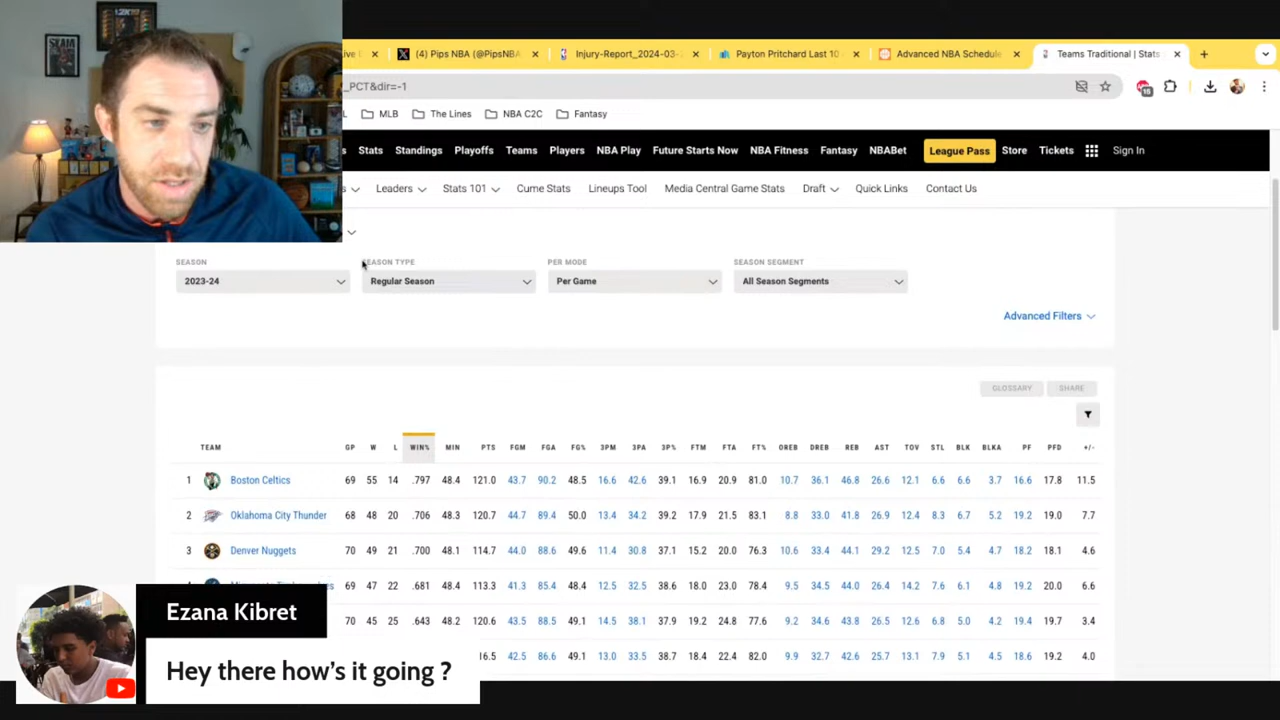 ive
(4) Pips NBA (@PipsNBA
Injury-Report_2024-03-
Payton Pritchard Last 10
Advanced NBA Schedule
Teams Traditional | Stats
_PCT&dir=-1
15
MLB The Lines NBA C2C Fantasy
Stats Standings Playoffs Teams Players NBA Play Future Starts Now NBA Fitness Fantasy NBABet League Pass Store Tickets Sign In
Leaders Stats 101 Cume Stats Lineups Tool Media Central Game Stats Draft Quick Links Contact Us
SEASON SEASON TYPE PER MODE SEASON SEGMENT
2023-24 Regular Season Per Game All Season Segments
Advanced Filters
GLOSSARY SHARE
TEAM GP W L WIN% MIN PTS FGM FGA FG% 3PM 3PA 3P% FTM FTA FT% OREB DREB REB AST TOV STL BLK BLKA PF PFD +/-
1 Boston Celtics 69 55 14 .797 48.4 121.0 43.7 90.2 48.5 16.6 42.6 39.1 16.9 20.9 81.0 10.7 36.1 46.8 26.6 12.1 6.6 6.6 3.7 16.6 17.8 11.5
2 Oklahoma City Thunder 68 48 20 .706 48.3 120.7 44.7 89.4 50.0 13.4 34.2 39.2 17.9 21.5 83.1 8.8 33.0 41.8 26.9 12.4 8.3 6.7 5.2 19.2 19.0 7.7
3 Denver Nuggets 70 49 21 .700 48.1 114.7 44.0 88.6 49.6 11.4 30.8 37.1 15.2 20.0 76.3 10.6 33.4 44.1 29.2 12.5 7.0 5.4 4.7 18.2 18.1 4.6
69 47 22 .681 48.4 113.3 41.3 85.4 48.4 12.5 32.5 38.6 18.0 23.0 78.4 9.5 34.5 44.0 26.4 14.2 7.6 6.1 4.8 19.2 20.0 6.6
70 45 25 .643 48.2 120.6 43.5 88.5 49.1 14.5 38.1 37.9 19.2 24.8 77.6 9.2 34.6 43.8 26.5 12.6 6.8 5.0 4.2 19.4 19.7 3.4
16.5 42.5 86.6 49.1 13.0 33.5 38.7 18.4 22.4 82.0 9.9 32.7 42.6 25.7 13.1 7.9 5.1 4.5 18.6 19.2 4.0
Ezana Kibret
Hey there how's it going ?